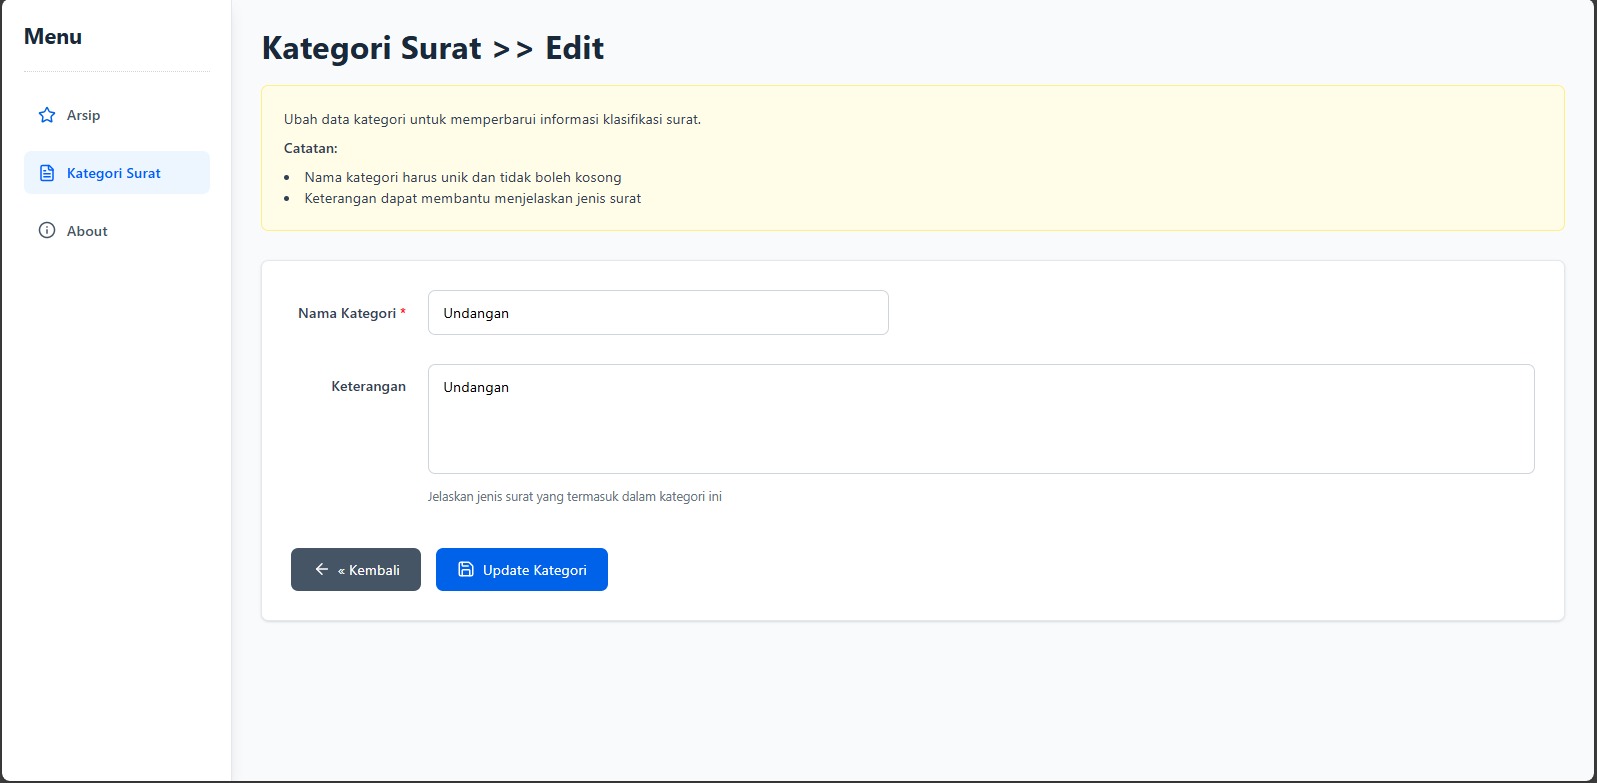 Menu
Arsip
Kategori Surat
About
Kategori Surat >> Edit
Ubah data kategori untuk memperbarui informasi klasifikasi surat.
Catatan:
• Nama kategori harus unik dan tidak boleh kosong
• Keterangan dapat membantu menjelaskan jenis surat
Nama Kategori *
Undangan
Keterangan
Undangan
Jelaskan jenis surat yang termasuk dalam kategori ini
« Kembali
Update Kategori